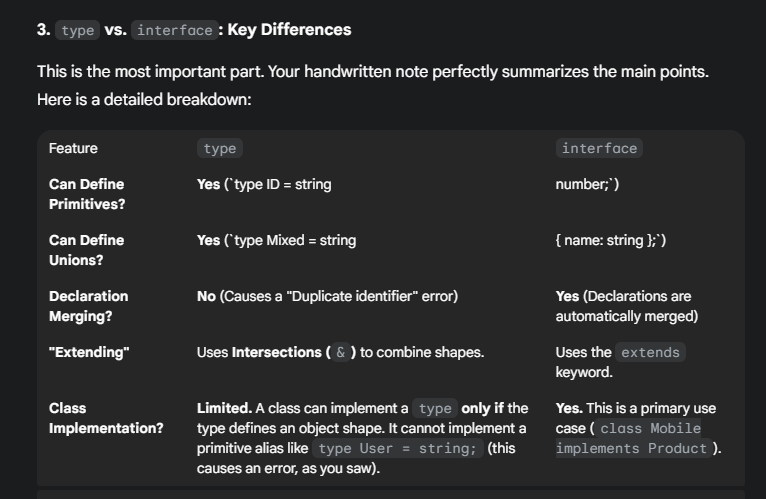 3. type vs. interface: Key Differences
This is the most important part. Your handwritten note perfectly summarizes the main points.
Here is a detailed breakdown:
Feature type interface
Can Define Primitives? Yes (`type ID = string number;`)
Can Define Unions? Yes (`type Mixed = string { name: string };`)
Declaration Merging? No (Causes a "Duplicate identifier" error) Yes (Declarations are automatically merged)
"Extending" Uses Intersections ( & ) to combine shapes. Uses the extends keyword.
Class Implementation? Limited. A class can implement a type only if the type defines an object shape. It cannot implement a primitive alias like type User = string; (this causes an error, as you saw). Yes. This is a primary use case ( class Mobile implements Product ).